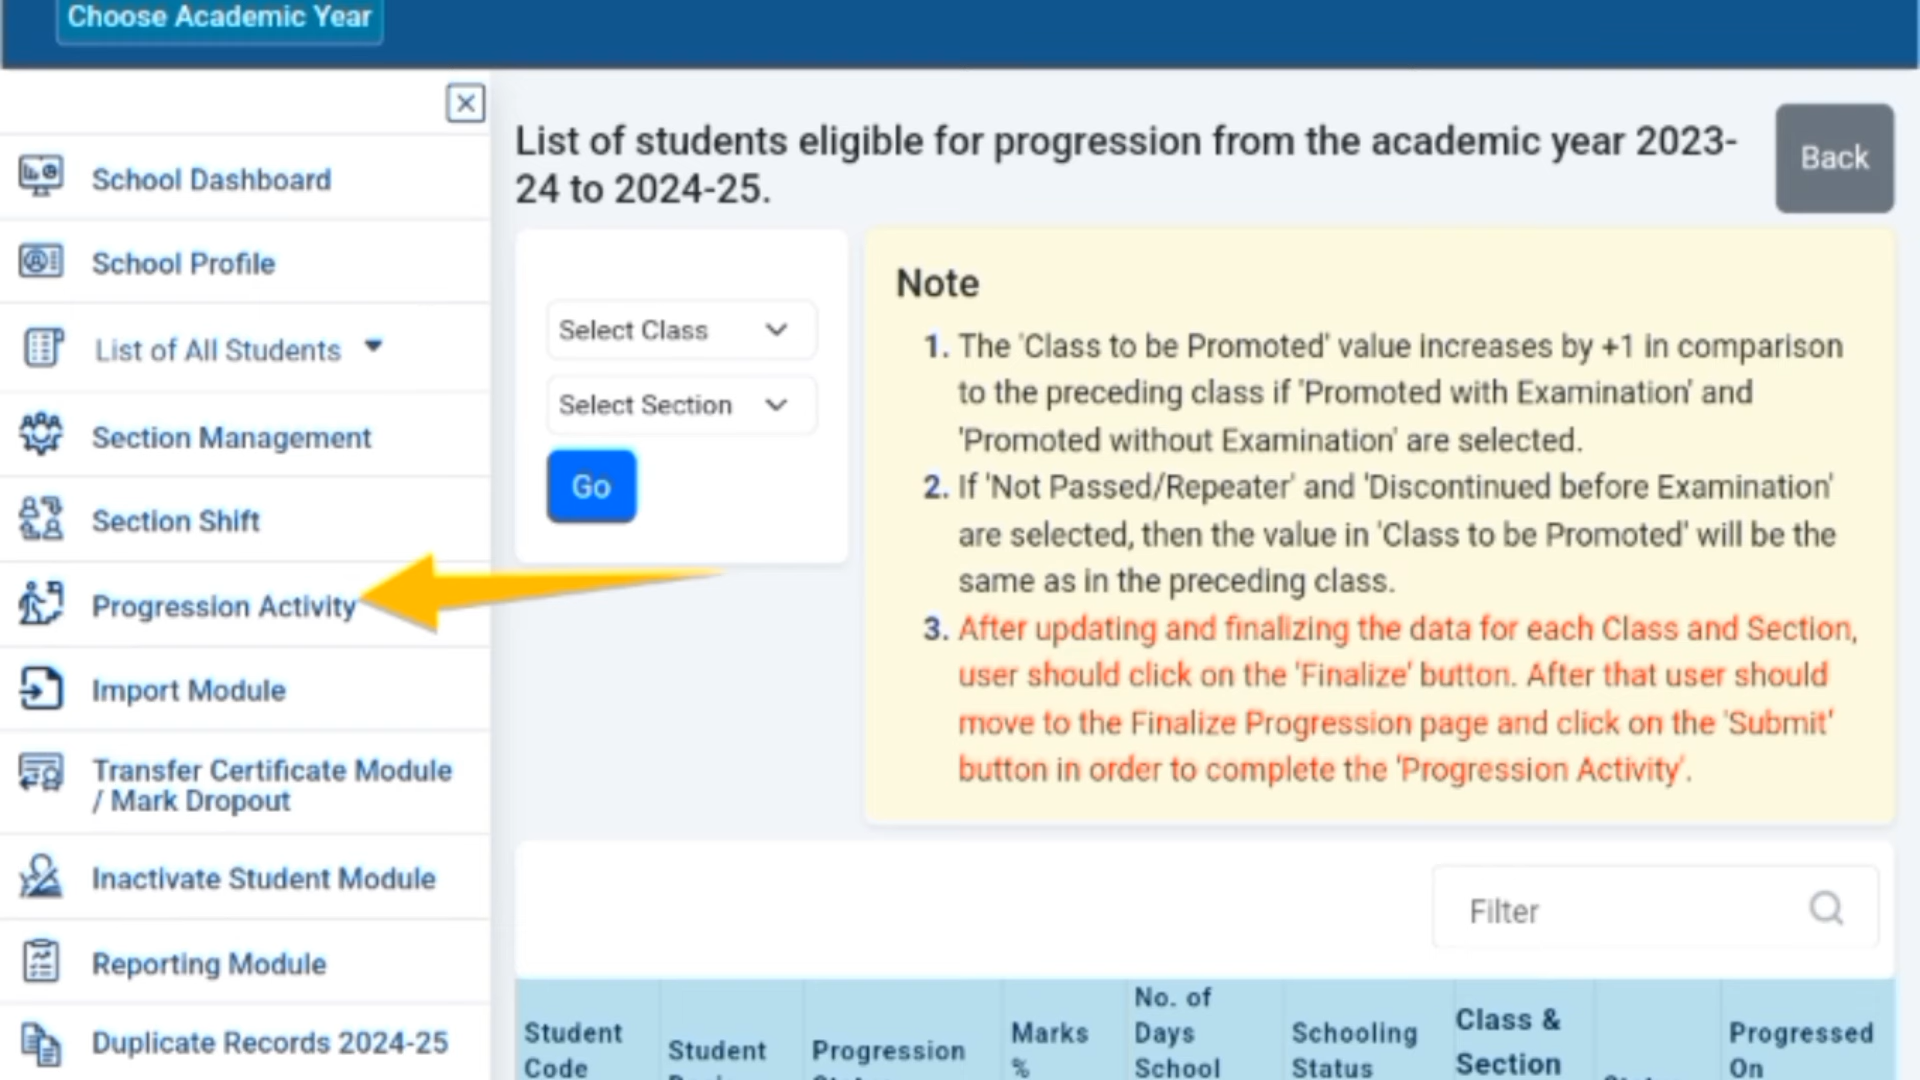 Choose Academic Year
School Dashboard
School Profile
List of All Students
Section Management
Section Shift
Progression Activity
Import Module
Transfer Certificate Module
/ Mark Dropout
Inactivate Student Module
Reporting Module
Duplicate Records 2024-25
List of students eligible for progression from the academic year 2023-
24 to 2024-25.
Back
Select Class
Select Section
Go
Note
1. The 'Class to be Promoted' value increases by +1 in comparison
to the preceding class if 'Promoted with Examination' and
'Promoted without Examination' are selected.
2. If 'Not Passed/Repeater' and 'Discontinued before Examination'
are selected, then the value in 'Class to be Promoted' will be the
same as in the preceding class.
3. After updating and finalizing the data for each Class and Section,
user should click on the 'Finalize' button. After that user should
move to the Finalize Progression page and click on the 'Submit'
button in order to complete the 'Progression Activity'.
Filter
Student
Code
Student
Progression
Marks
%
No. of
Days
School
Schooling
Status
Class &
Section
Progressed
On